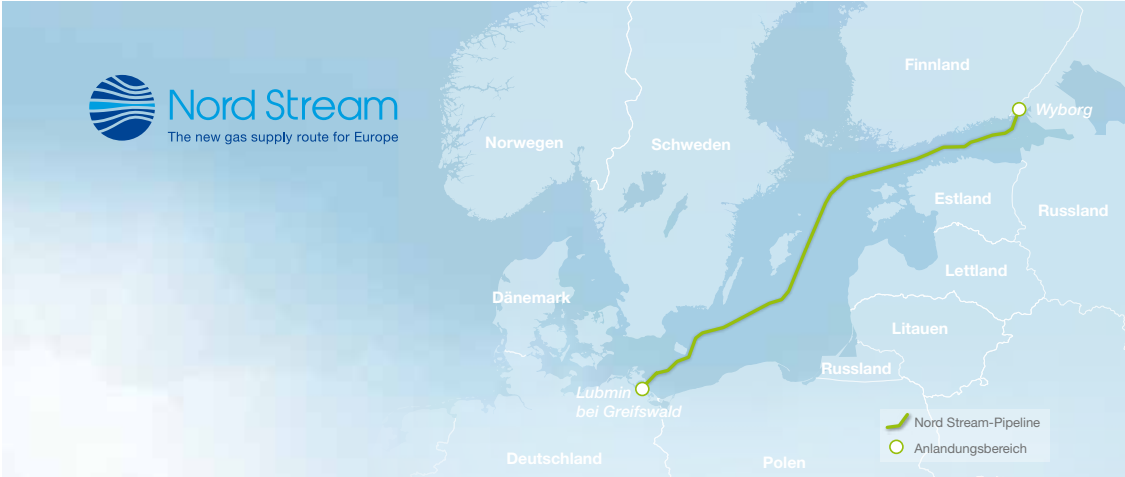 Nord Stream
The new gas supply route for Europe
Finnland
Wyborg
Norwegen
Schweden
Estland
Russland
Lettland
Dänemark
Litauen
Russland
Lubmin
bei Greifswald
Nord Stream-Pipeline
Anlandungsbereich
Deutschland
Polen